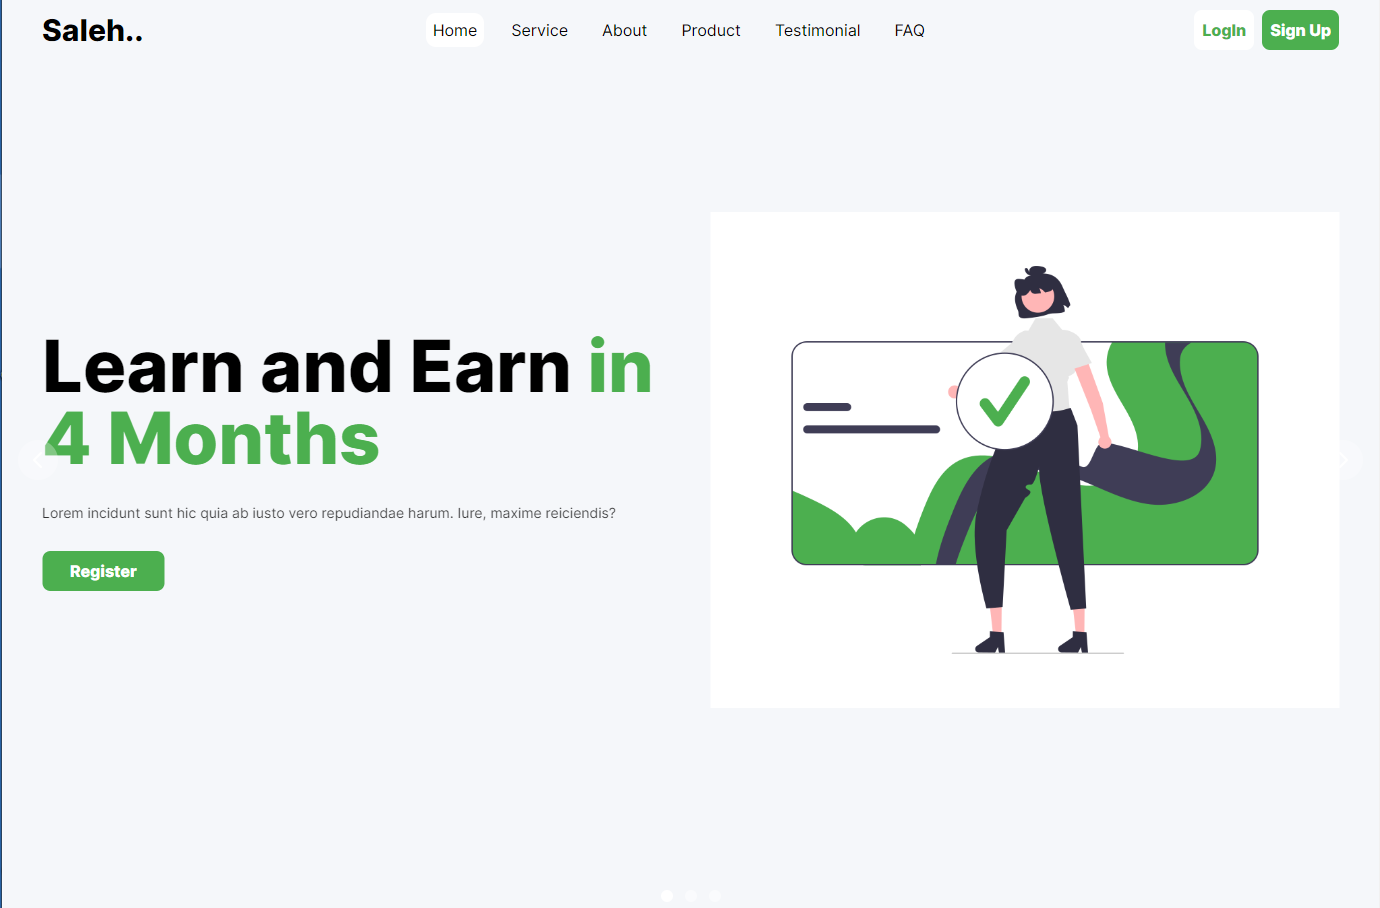 Saleh..
Home Service About Product Testimonial FAQ
LogIn Sign Up
Learn and Earn in
4 Months
Lorem incidunt sunt hic quia ab iusto vero repudiandae harum. Iure, maxime reiciendis?
Register